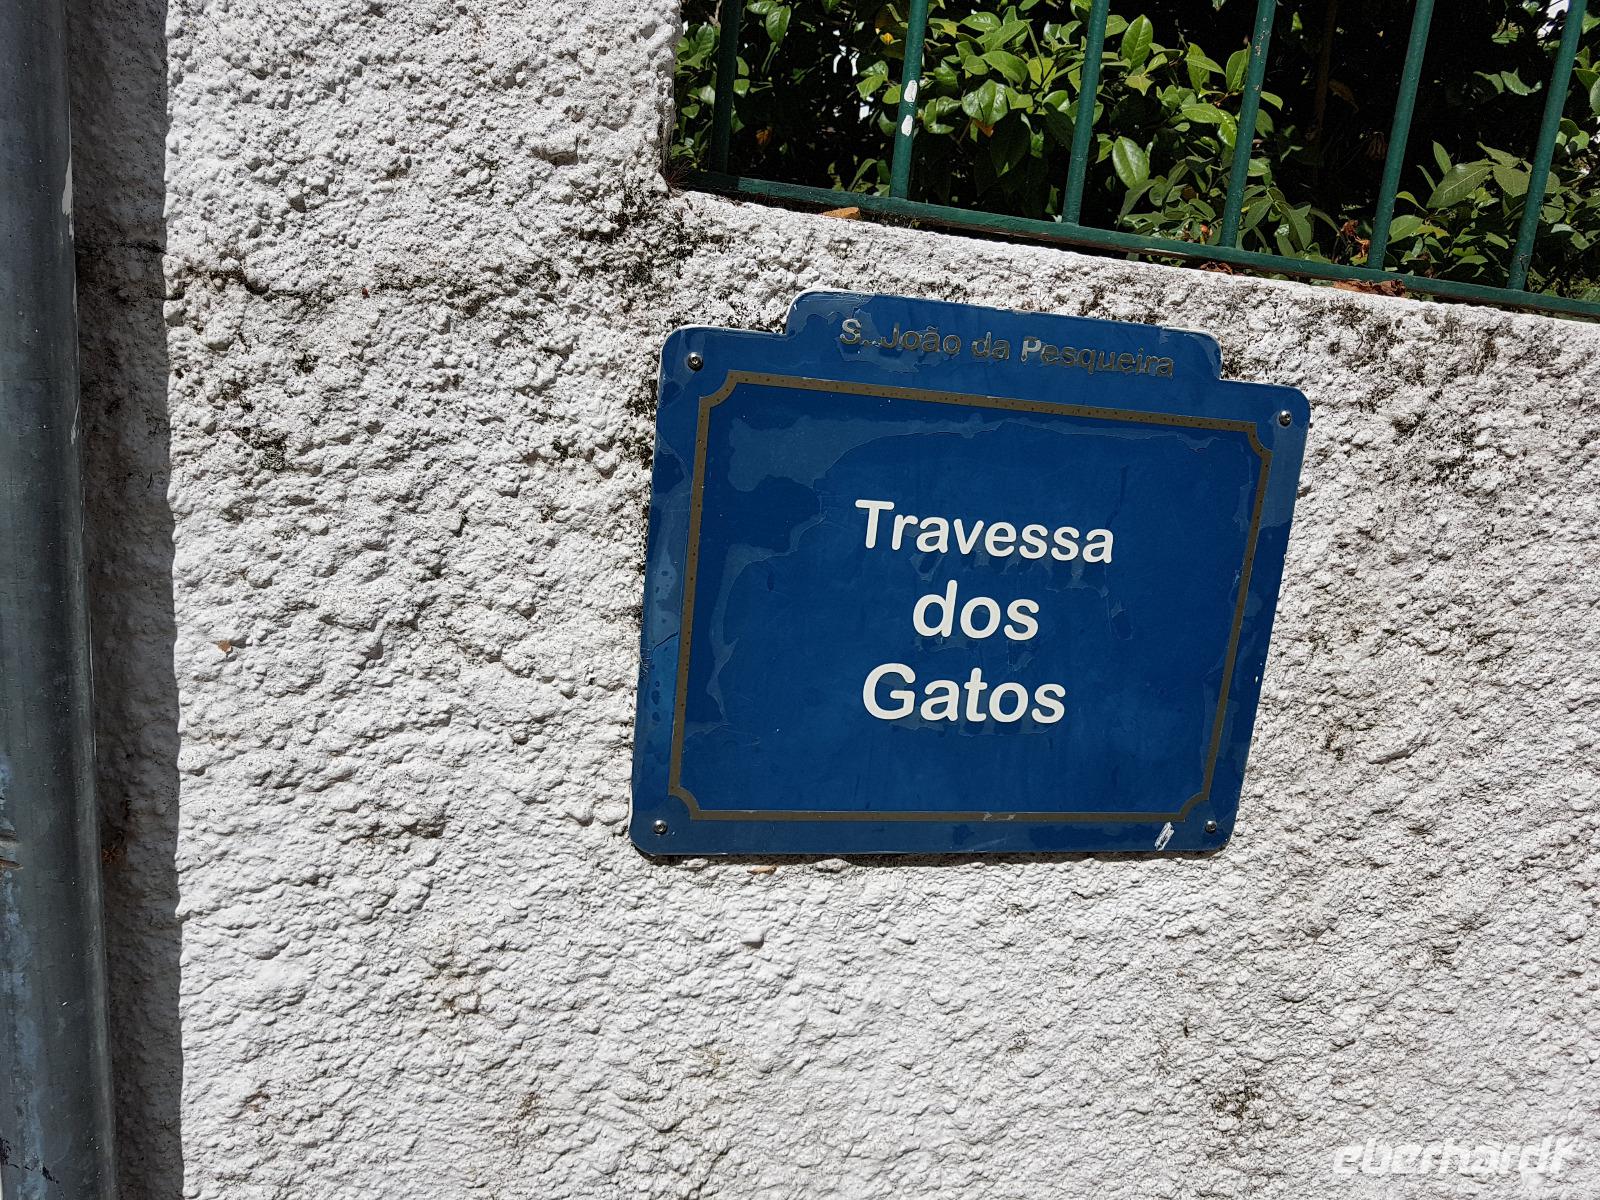 S. João da Pesqueira
Travessa
dos
Gatos
eberhardt